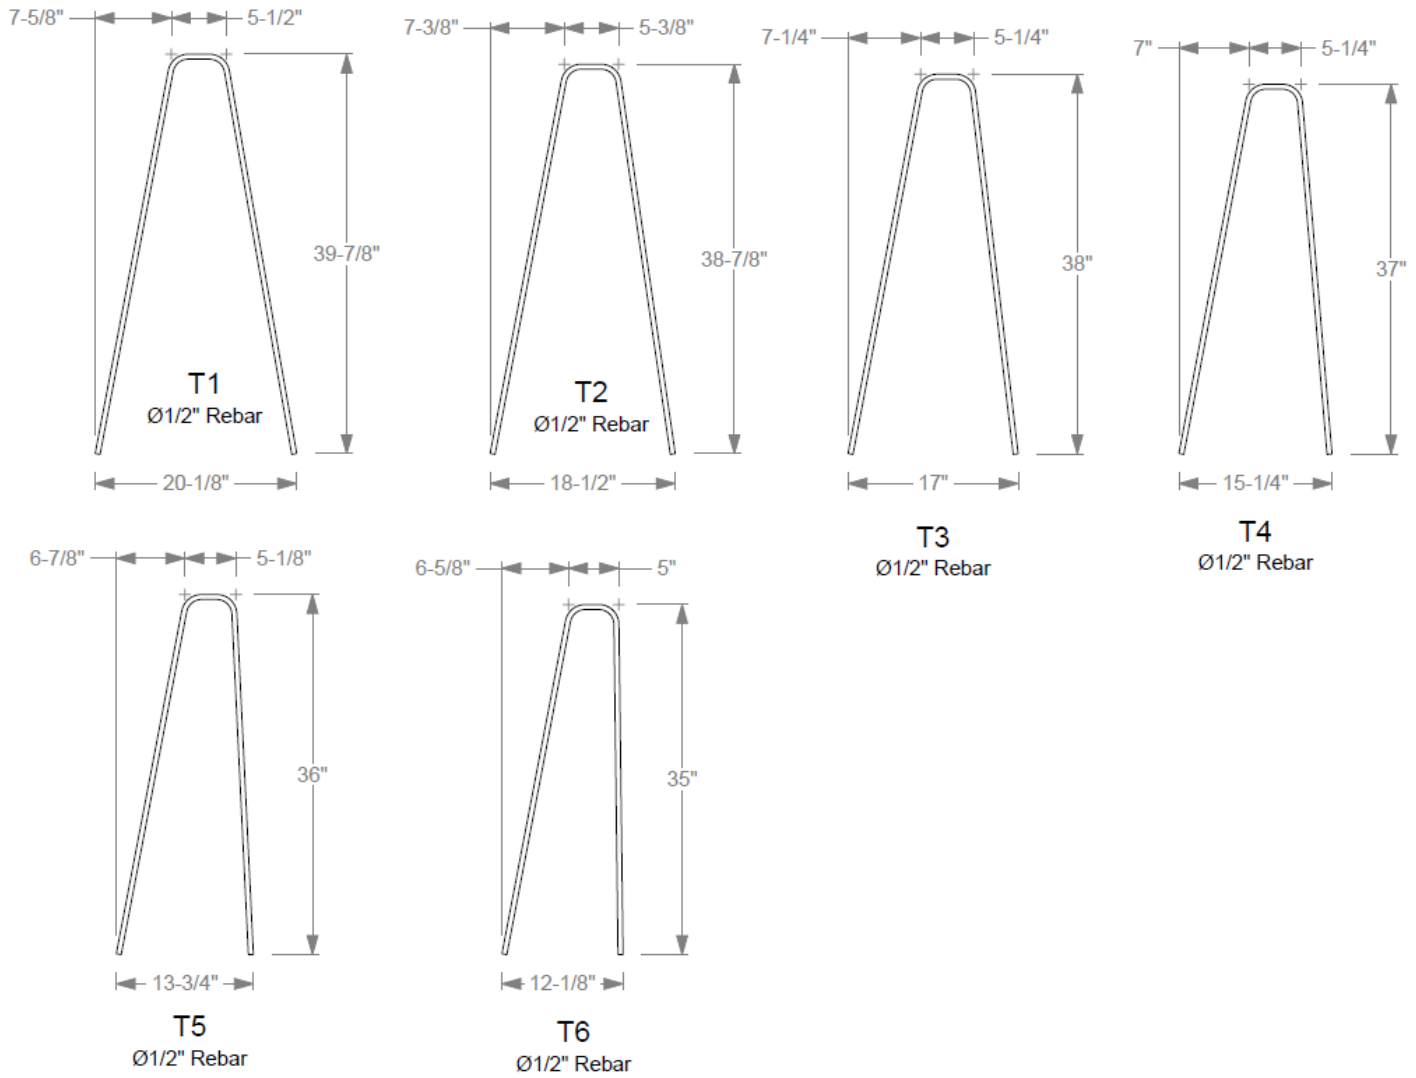 7-5/8" 5-1/2"
39-7/8"
T1
Ø1/2" Rebar
20-1/8"
7-3/8" 5-3/8"
38-7/8"
T2
Ø1/2" Rebar
18-1/2"
7-1/4" 5-1/4"
38"
17"
T3
Ø1/2" Rebar
7" 5-1/4"
37"
15-1/4"
T4
Ø1/2" Rebar
6-7/8" 5-1/8"
36"
13-3/4"
T5
Ø1/2" Rebar
6-5/8" 5"
35"
12-1/8"
T6
Ø1/2" Rebar